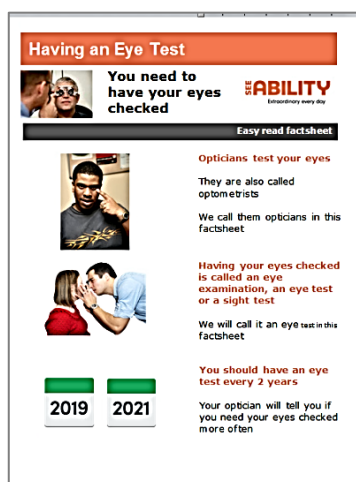 Having an Eye Test
You need to
have your eyes
checked
SEE ABILITY
Extraordinary every day
Easy read factsheet
Opticians test your eyes
They are also called
optometrists
We call them opticians in this
factsheet
Having your eyes checked
is called an eye
examination, an eye test
or a sight test
We will call it an eye test in this
factsheet
You should have an eye
test every 2 years
2019 2021
Your optician will tell you if
you need your eyes checked
more often